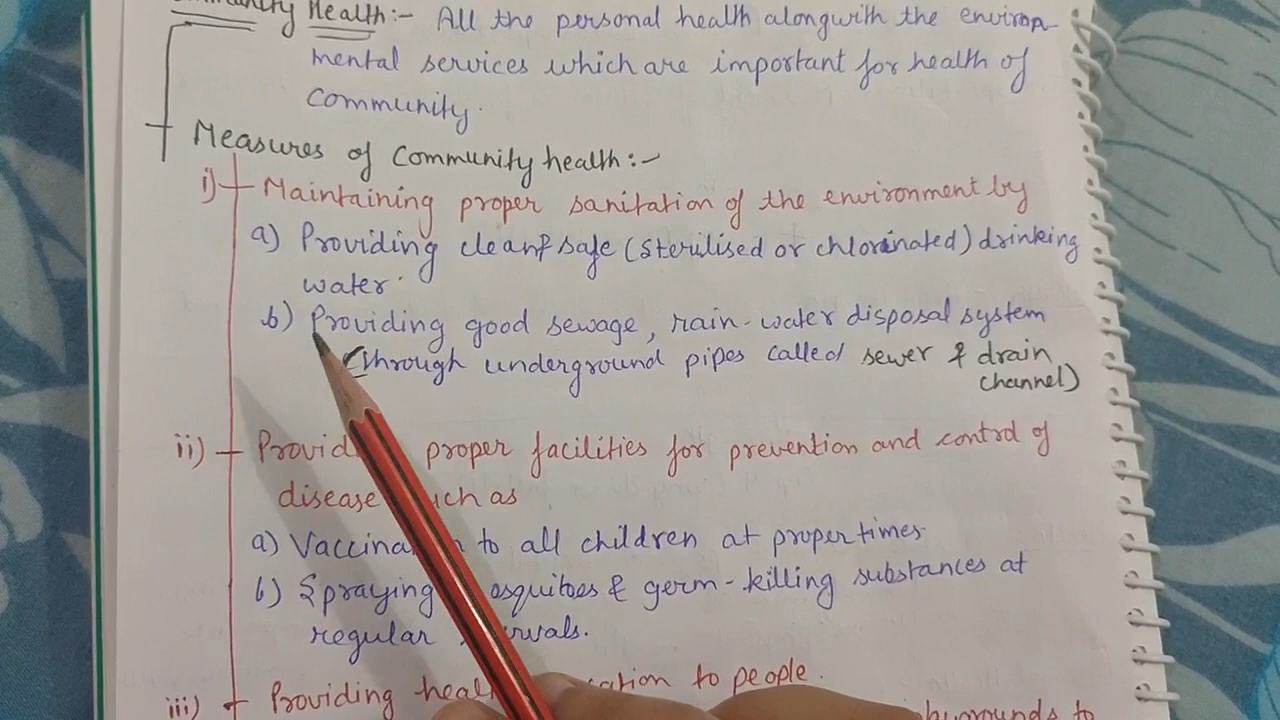 Health:- All the personal health alongwith the environ-
mental services which are important for health of
community.
Measures of Community health:-
i) Maintaining proper sanitation of the environment by
a) Providing clean & safe (sterilised or chlorinated) drinking
water.
b) Providing good sewage, rain-water disposal system
(through underground pipes called sewer & drain
channel)
ii) proper facilities for prevention and control of
disease such as
a) to all children at proper times.
b) Spraying & germ-killing substances at
regular
iii) Providing to people.
to